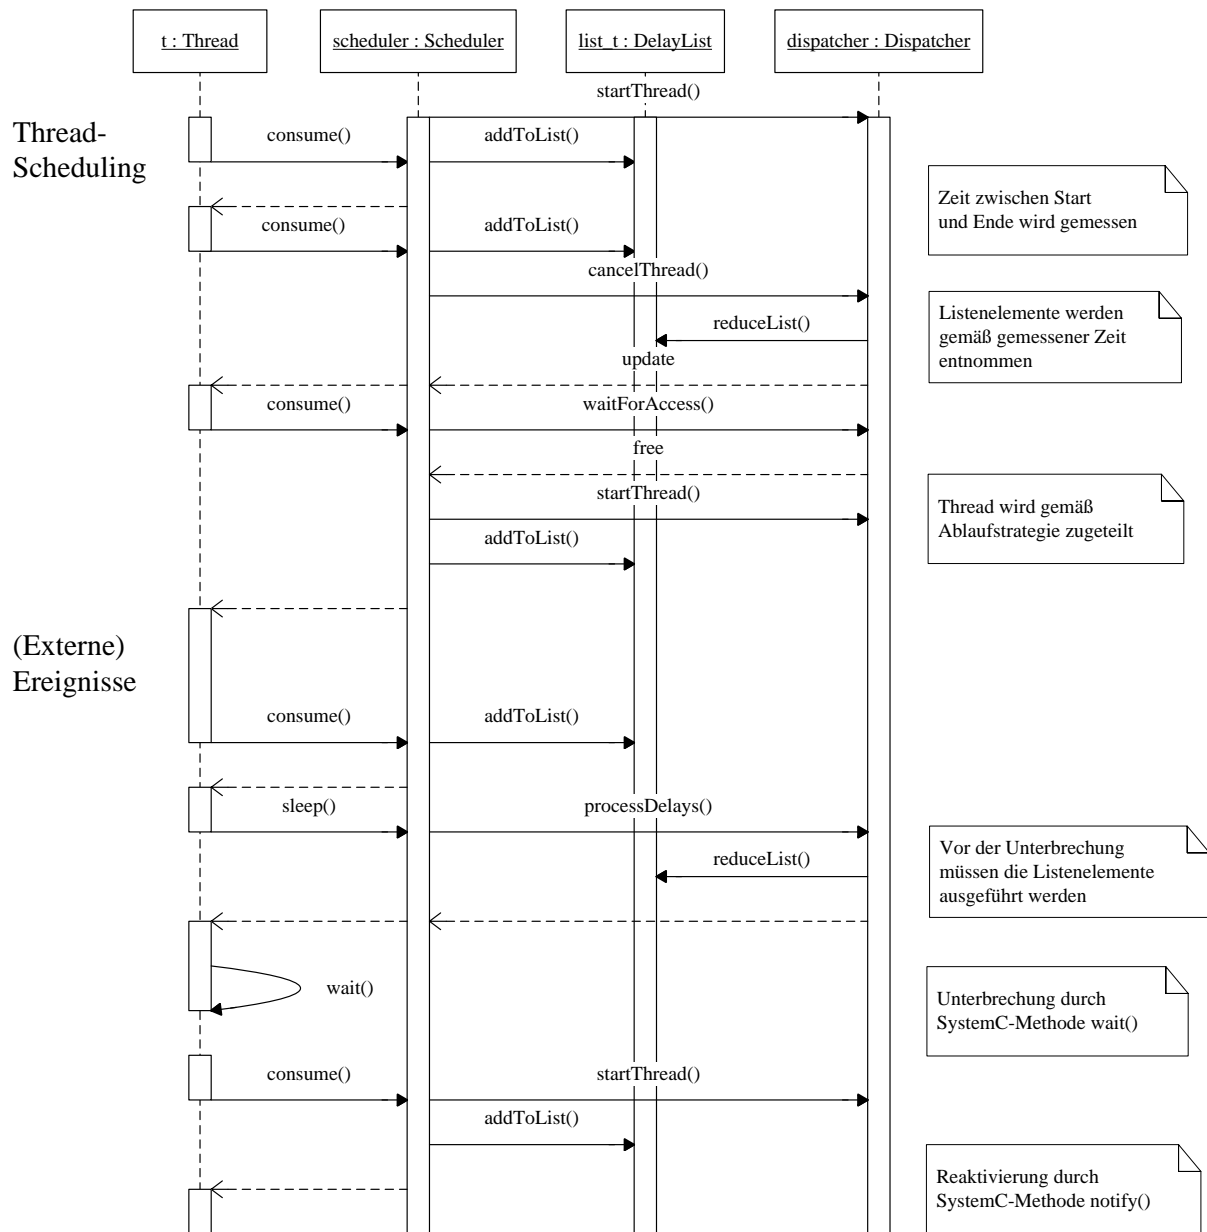 t : Thread
scheduler : Scheduler
list_t : DelayList
dispatcher : Dispatcher
startThread()
Thread-
Scheduling
consume()
addToList()
Zeit zwischen Start
und Ende wird gemessen
consume()
addToList()
cancelThread()
Listenelemente werden
gemäß gemessener Zeit
entnommen
reduceList()
update
consume()
waitForAccess()
free
startThread()
Thread wird gemäß
Ablaufstrategie zugeteilt
addToList()
(Externe)
Ereignisse
consume()
addToList()
sleep()
processDelays()
Vor der Unterbrechung
müssen die Listenelemente
ausgeführt werden
reduceList()
wait()
Unterbrechung durch
SystemC-Methode wait()
consume()
startThread()
addToList()
Reaktivierung durch
SystemC-Methode notify()